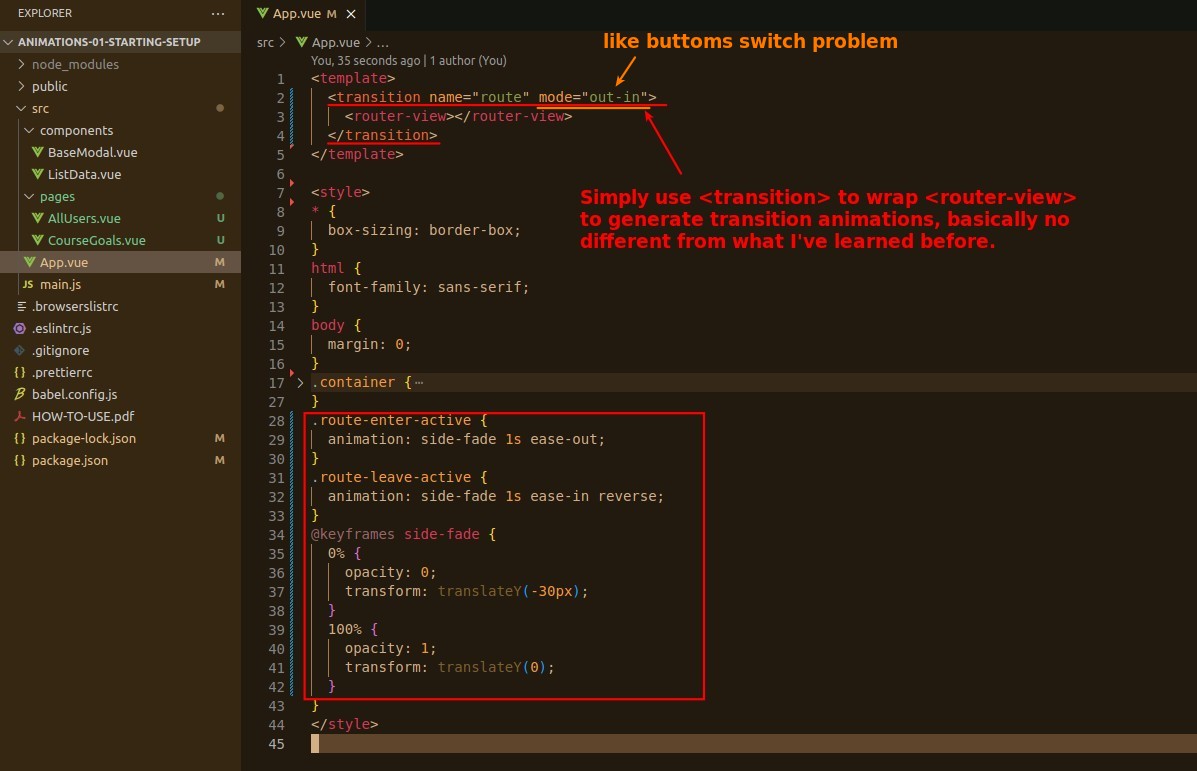 EXPLORER
App.vue M
ANIMATIONS-01-STARTING-SETUP
node_modules
public
src
components
BaseModal.vue
ListData.vue
pages
AllUsers.vue U
CourseGoals.vue U
App.vue M
JS main.js M
.browserslistrc
.eslintrc.js
.gitignore
{} .prettierrc
babel.config.js
HOW-TO-USE.pdf
{} package-lock.json M
{} package.json M
src > App.vue > ...
like buttoms switch problem
You, 35 seconds ago | 1 author (You)
1 <template>
2 <transition name="route" mode="out-in">
3 <router-view></router-view>
4 </transition>
5 </template>
6
7 <style>
8 * {
9 box-sizing: border-box;
10 }
11 html {
12 font-family: sans-serif;
13 }
14 body {
15 margin: 0;
16 }
17 .container {⋯
27 }
28 .route-enter-active {
29 animation: side-fade 1s ease-out;
30 }
31 .route-leave-active {
32 animation: side-fade 1s ease-in reverse;
33 }
34 @keyframes side-fade {
35 0% {
36 opacity: 0;
37 transform: translateY(-30px);
38 }
39 100% {
40 opacity: 1;
41 transform: translateY(0);
42 }
43 }
44 </style>
45
Simply use <transition> to wrap <router-view>
to generate transition animations, basically no
different from what I've learned before.